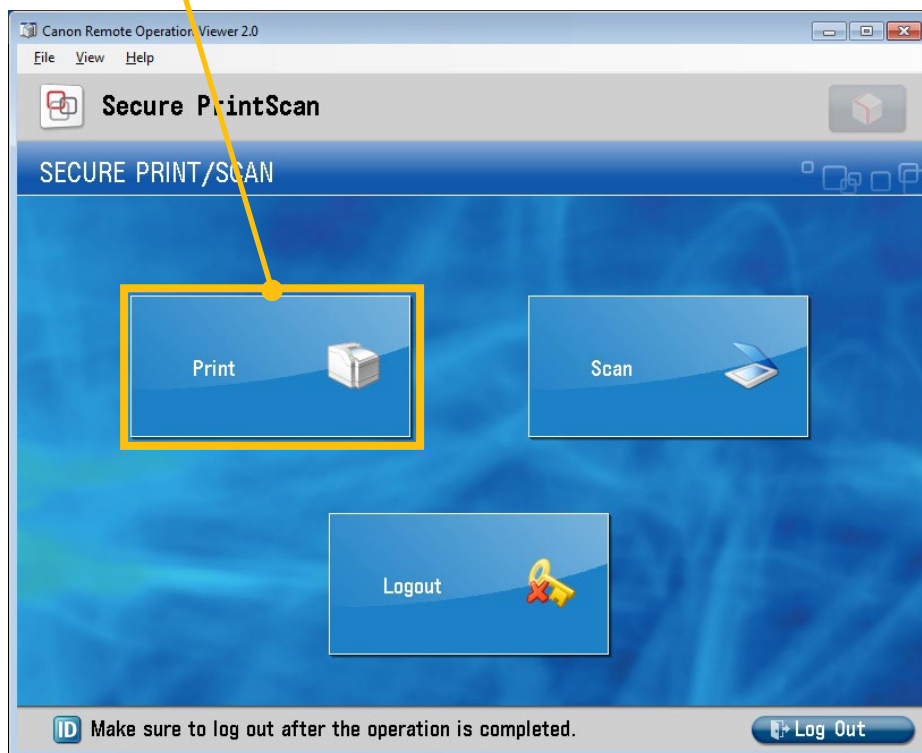 Canon Remote Operation Viewer 2.0
File View Help
Secure PrintScan
SECURE PRINT/SCAN
Print
Scan
Logout
ID Make sure to log out after the operation is completed. Log Out